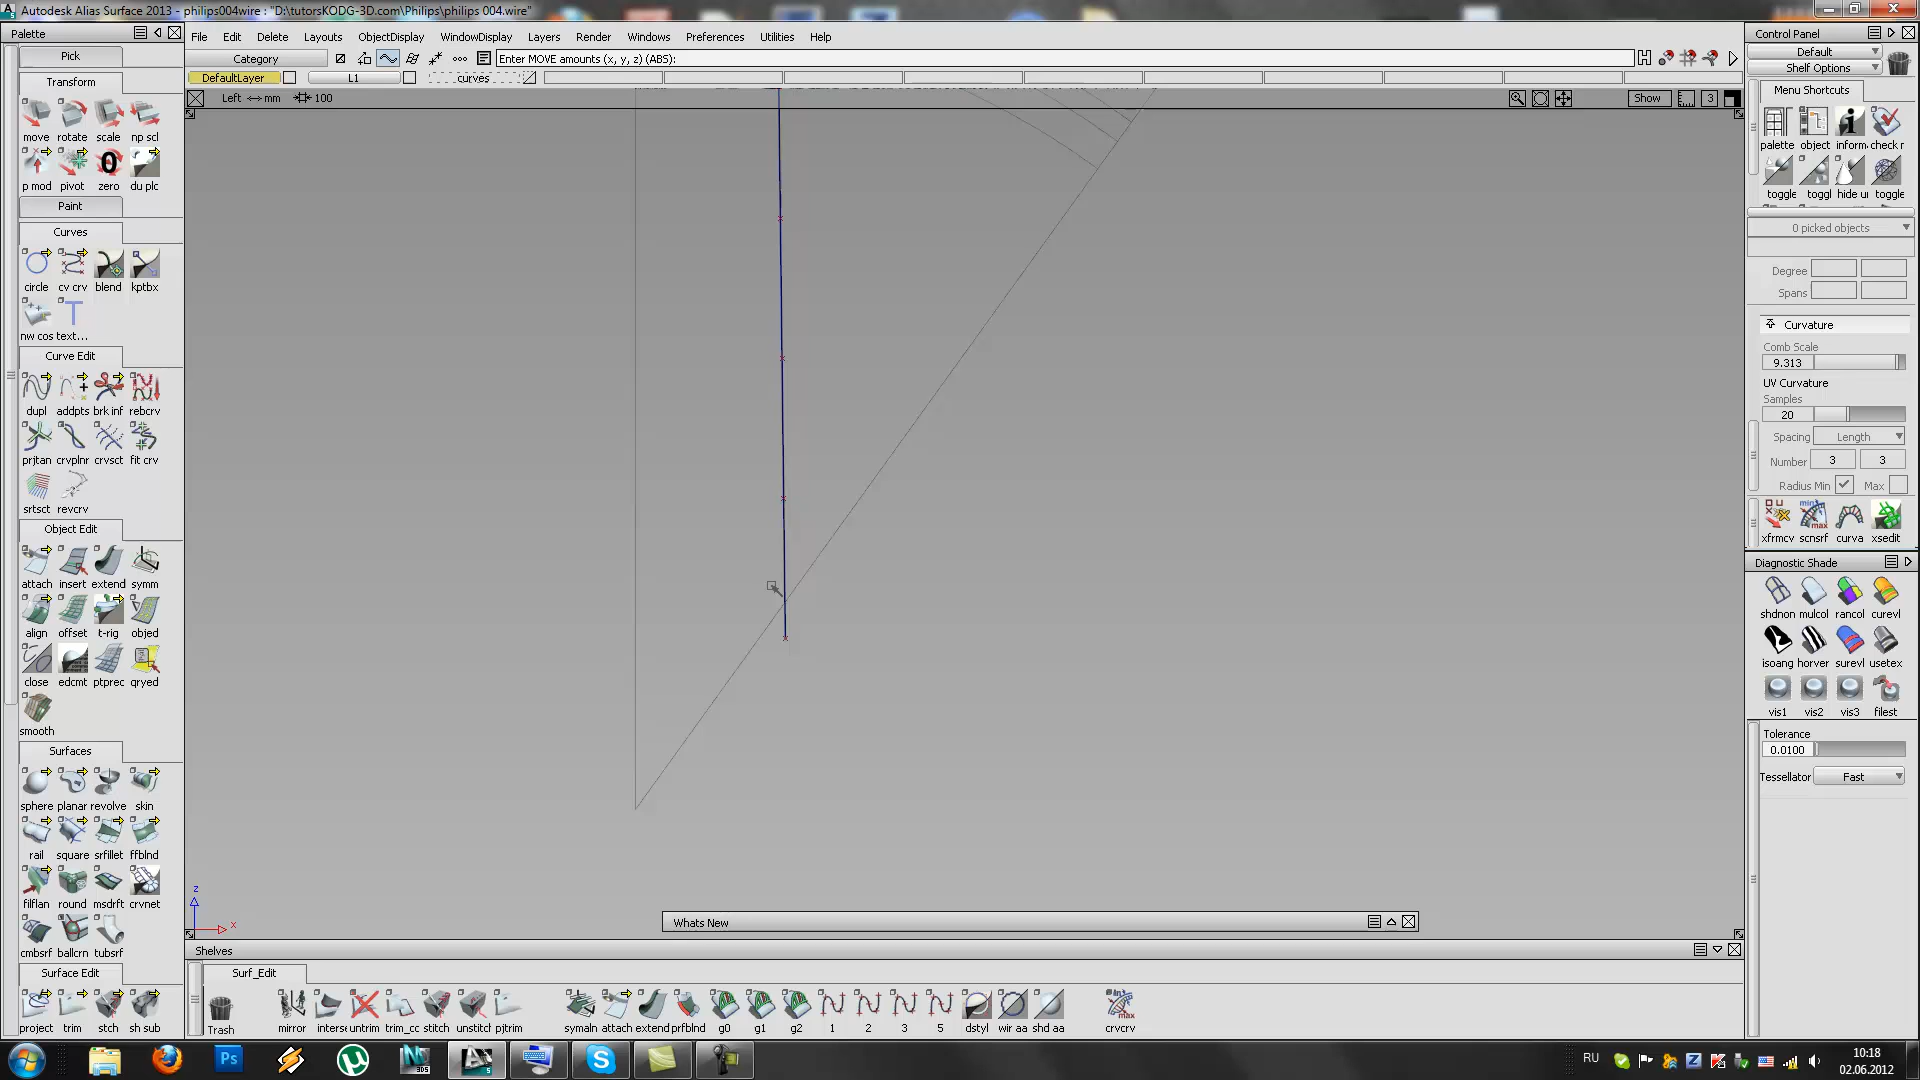 Autodesk Alias Surface 2013 - philips004wire : "D:\tutorsKODG-3D.com\Philips\philips 004.wire"
Palette
Pick
Transform
move rotate scale np scl
p mod pivot zero du plc
Paint
Curves
circle cv crv blend kptbx
nw cos text...
Curve Edit
dupl addpts brk inf rebcrv
prjtan crvplnr crvsct fit crv
srtsct revcrv
Object Edit
attach insert extend symm
align offset t-rig objed
close edcmt ptprec qryed
smooth
Surfaces
sphere planar revolve skin
rail square srfillet ffblnd
filflan round msdrft crvnet
cmbsrf ballcrn tubsrf
Surface Edit
project trim stch sh sub
File Edit Delete Layouts ObjectDisplay WindowDisplay Layers Render Windows Preferences Utilities Help
Category
Enter MOVE amounts (x, y, z) (ABS):
DefaultLayer L1 curves
Left <-> mm 100
Show 3
z
x
Whats New
Shelves
Surf_Edit
Trash mirror interse untrim trim_cc stitch unstitch pjtrim symaln attach extend prfblnd g0 g1 g2 1 2 3 5 dstyl wir aa shd aa crvcrv
Control Panel
Default
Shelf Options
Menu Shortcuts
palette object inform check r
toggle toggl hide u toggle
0 picked objects
Degree
Spans
Curvature
Comb Scale
9.313
UV Curvature
Samples
20
Spacing Length
Number 3 3
Radius Min Max
xfrmcv scnsrf curva xsedit
Diagnostic Shade
shdnon mulcol rancol curevl
isoang horver surevl usetex
vis1 vis2 vis3 filest
Tolerance
0.0100
Tessellator Fast
RU
10:18
02.06.2012